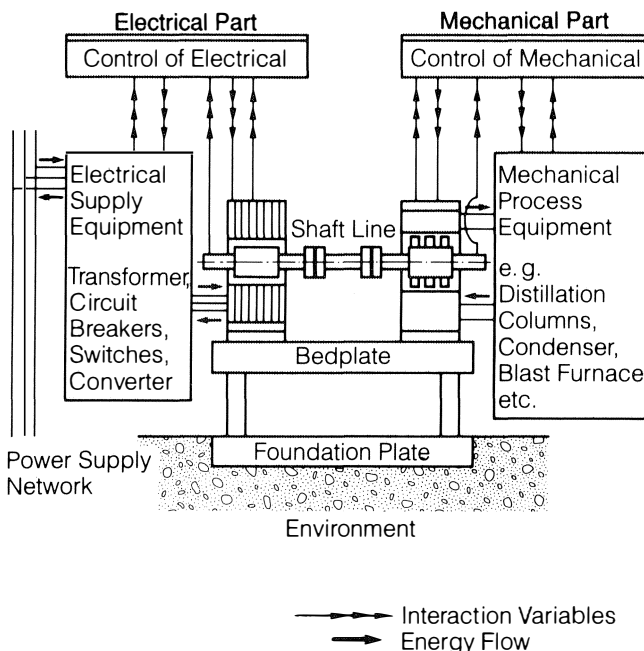 Electrical Part
Mechanical Part
Control of Electrical
Control of Mechanical
Electrical
Supply
Equipment
Transformer,
Circuit
Breakers,
Switches,
Converter
Shaft Line
Mechanical
Process
Equipment
e. g.
Distillation
Columns,
Condenser,
Blast Furnace
etc.
Bedplate
Foundation Plate
Power Supply
Network
Environment
Interaction Variables
Energy Flow